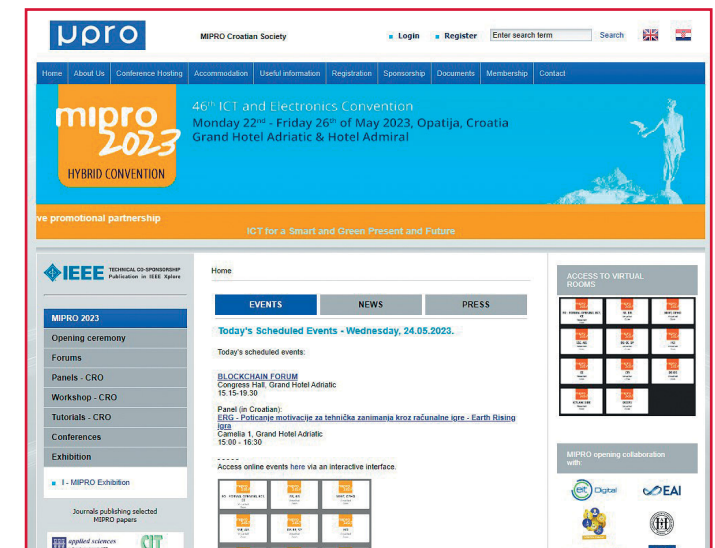 μpro
MIPRO Croatian Society
Login
Register
Enter search term
Search
Home
About Us
Conference Hosting
Accommodation
Useful information
Registration
Sponsorship
Documents
Membership
Contact
mipro
2023
HYBRID CONVENTION
46th ICT and Electronics Convention
Monday 22nd - Friday 26th of May 2023, Opatija, Croatia
Grand Hotel Adriatic & Hotel Admiral
ve promotional partnership
ICT for a Smart and Green Present and Future
IEEE
TECHNICAL CO-SPONSORSHIP
Publication in IEEE Xplore
MIPRO 2023
Opening ceremony
Forums
Panels - CRO
Workshop - CRO
Tutorials - CRO
Conferences
Exhibition
I - MIPRO Exhibition
Journals publishing selected
MIPRO papers
applied sciences
Home
EVENTS
NEWS
PRESS
Today's Scheduled Events - Wednesday, 24.05.2023.
Today's scheduled events:
BLOCKCHAIN FORUM
Congress Hall, Grand Hotel Adriatic
15.15-19.30
Panel (in Croatian):
ERG - Poticanje motivacije za tehnička zanimanja kroz računalne igre - Earth Rising
igra
Camelia 1, Grand Hotel Adriatic
15:00 - 16:30
- - - - -
Access online events here via an interactive interface.
ACCESS TO VIRTUAL
ROOMS
MIPRO opening collaboration
with:
eit Digital
EAI